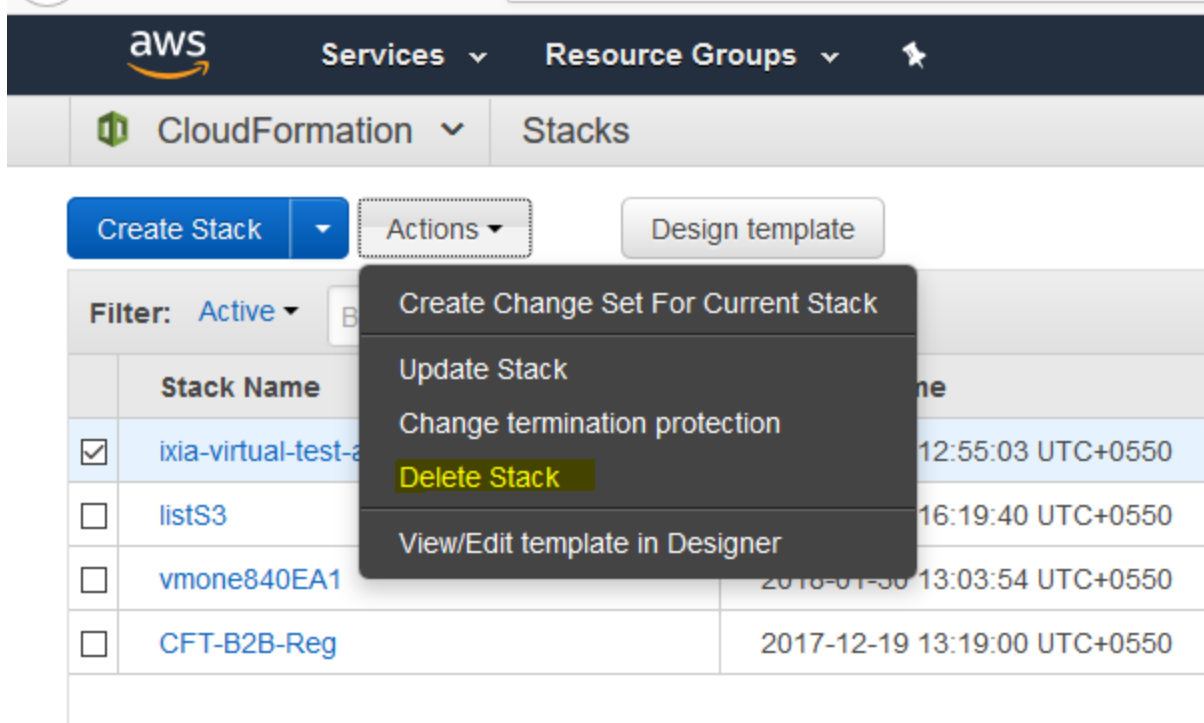 aws Services Resource Groups
CloudFormation Stacks
Create Stack Actions Design template
Create Change Set For Current Stack
Filter: Active B
Update Stack
Stack Name me
Change termination protection
ixia-virtual-test- 12:55:03 UTC+0550
Delete Stack
listS3 16:19:40 UTC+0550
View/Edit template in Designer
vmone840EA1 13:03:54 UTC+0550
CFT-B2B-Reg 2017-12-19 13:19:00 UTC+0550